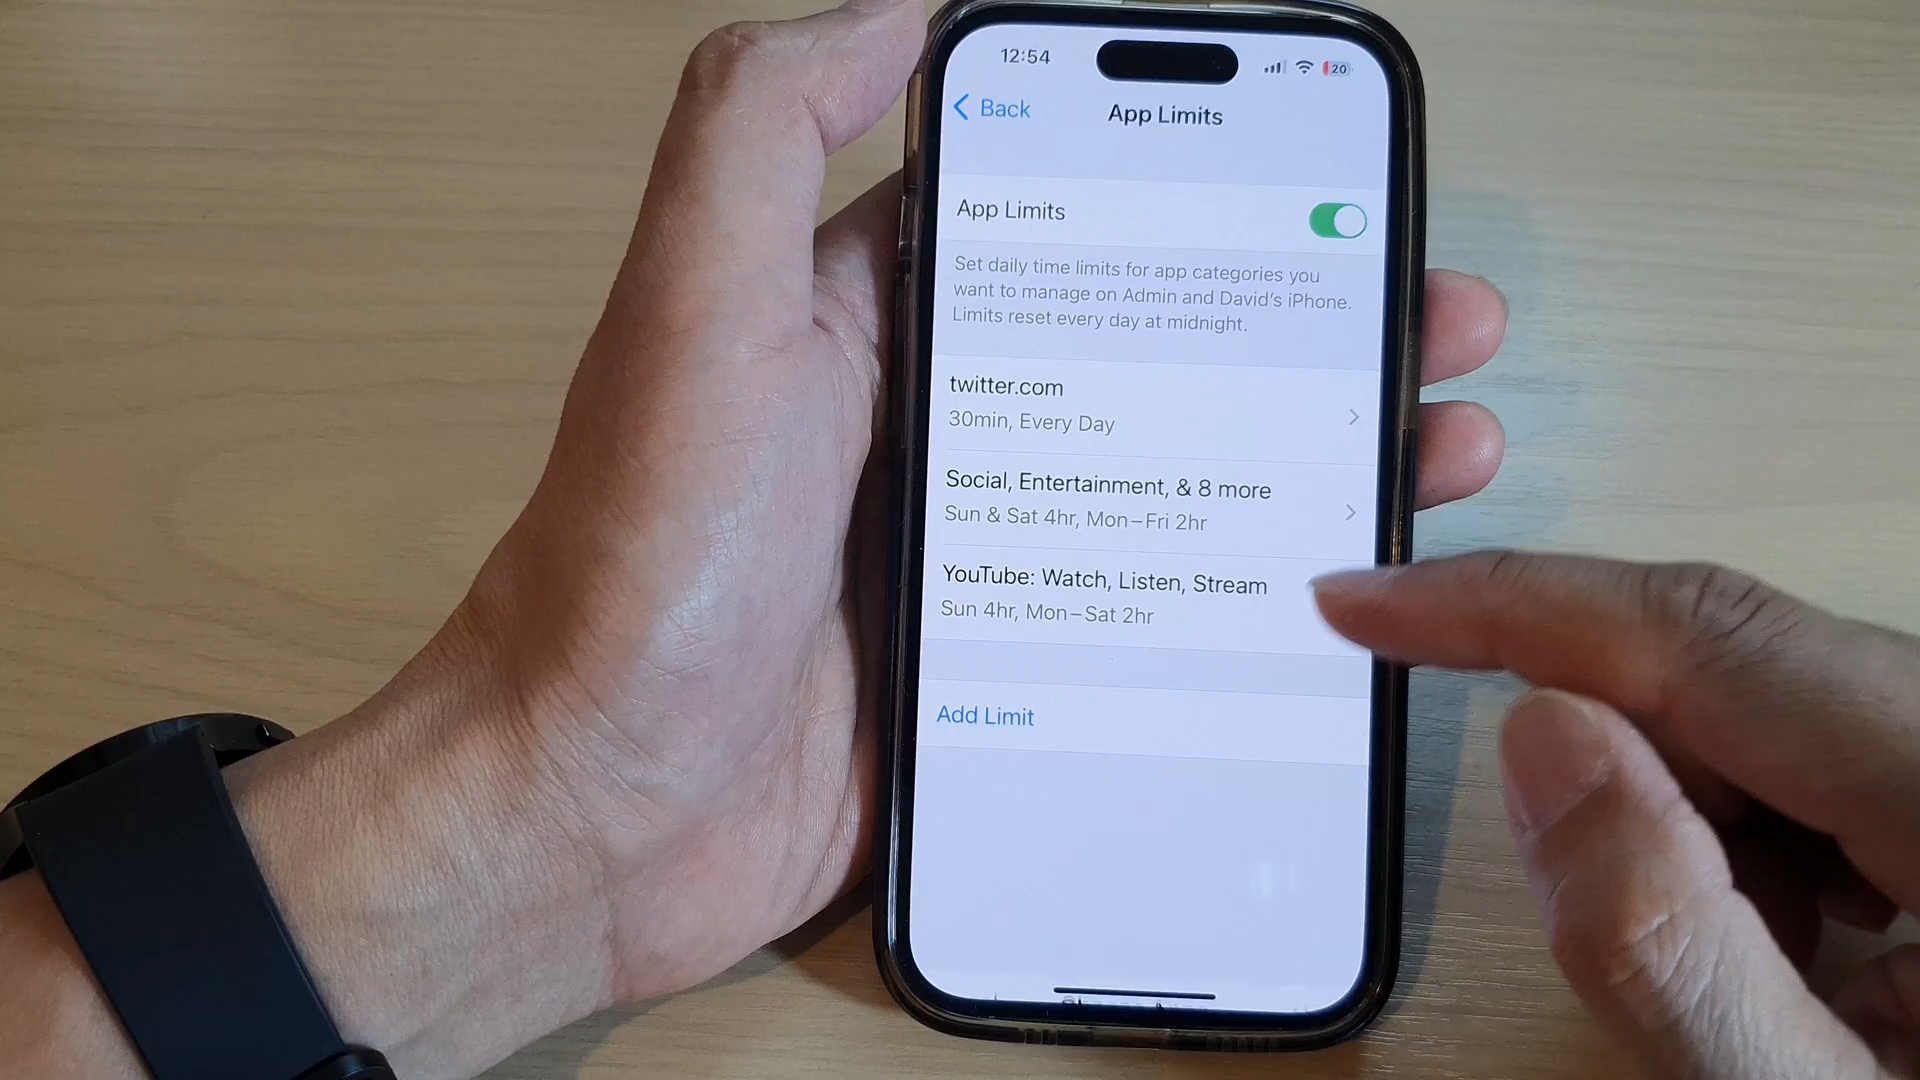 12:54
20
Back
App Limits
App Limits
Set daily time limits for app categories you
want to manage on Admin and David's iPhone.
Limits reset every day at midnight.
twitter.com
30min, Every Day
Social, Entertainment, & 8 more
Sun & Sat 4hr, Mon–Fri 2hr
YouTube: Watch, Listen, Stream
Sun 4hr, Mon–Sat 2hr
Add Limit